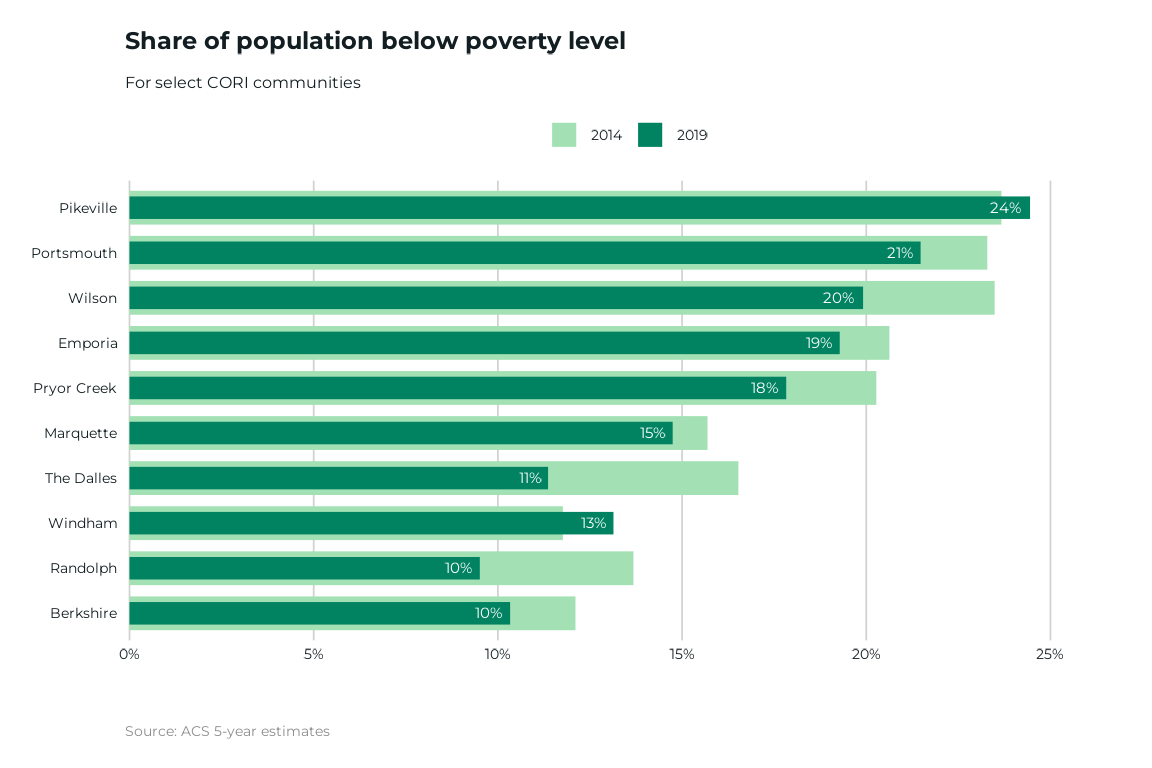 Share of population below poverty level
For select CORI communities
2014 2019
Pikeville 24%
Portsmouth 21%
Wilson 20%
Emporia 19%
Pryor Creek 18%
Marquette 15%
The Dalles 11%
Windham 13%
Randolph 10%
Berkshire 10%
0% 5% 10% 15% 20% 25%
Source: ACS 5-year estimates